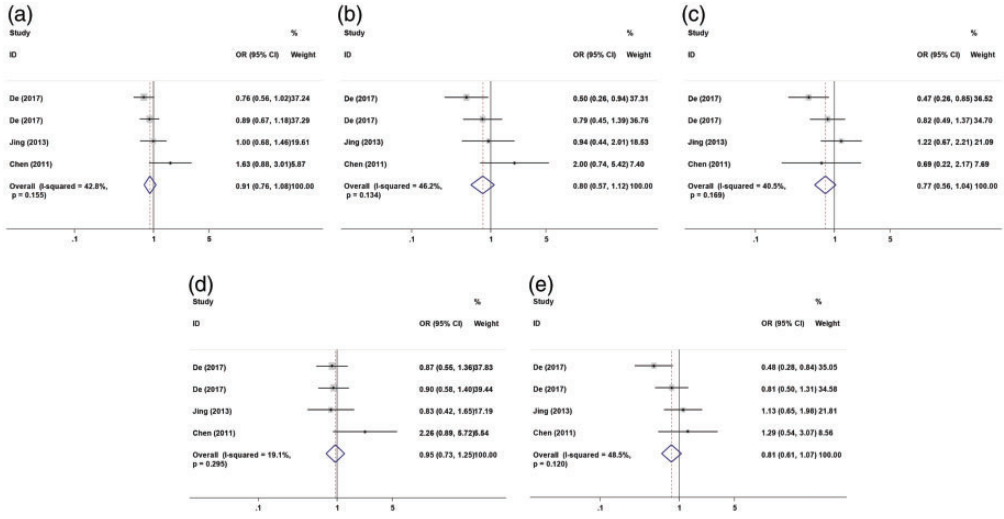 (a)
Study %
ID OR (95% CI) Weight
De (2017) 0.76 (0.56, 1.02) 37.24
De (2017) 0.89 (0.67, 1.18) 37.29
Jing (2013) 1.00 (0.68, 1.46) 19.61
Chen (2011) 1.63 (0.88, 3.01) 5.87
Overall (I-squared = 42.8%, p = 0.155) 0.91 (0.76, 1.08) 100.00
.1 1 5
(b)
Study %
ID OR (95% CI) Weight
De (2017) 0.50 (0.26, 0.94) 37.31
De (2017) 0.79 (0.45, 1.39) 36.76
Jing (2013) 0.94 (0.44, 2.01) 18.53
Chen (2011) 2.00 (0.74, 5.42) 7.40
Overall (I-squared = 46.2%, p = 0.134) 0.80 (0.57, 1.12) 100.00
.1 1 5
(c)
Study %
ID OR (95% CI) Weight
De (2017) 0.47 (0.26, 0.85) 36.52
De (2017) 0.82 (0.49, 1.37) 34.70
Jing (2013) 1.22 (0.67, 2.21) 21.09
Chen (2011) 0.69 (0.22, 2.17) 7.69
Overall (I-squared = 40.5%, p = 0.169) 0.77 (0.56, 1.04) 100.00
.1 1 5
(d)
Study %
ID OR (95% CI) Weight
De (2017) 0.87 (0.55, 1.36) 37.83
De (2017) 0.90 (0.58, 1.40) 39.44
Jing (2013) 0.83 (0.42, 1.65) 17.19
Chen (2011) 2.26 (0.89, 5.72) 5.54
Overall (I-squared = 19.1%, p = 0.295) 0.95 (0.73, 1.25) 100.00
.1 1 5
(e)
Study %
ID OR (95% CI) Weight
De (2017) 0.48 (0.28, 0.84) 35.05
De (2017) 0.81 (0.50, 1.31) 34.58
Jing (2013) 1.13 (0.65, 1.98) 21.81
Chen (2011) 1.29 (0.54, 3.07) 8.56
Overall (I-squared = 48.5%, p = 0.120) 0.81 (0.61, 1.07) 100.00
.1 1 5